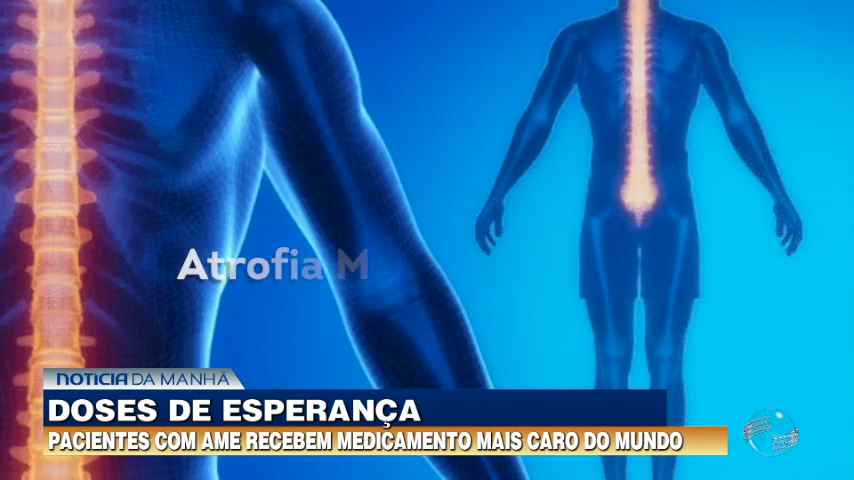 Atrofia M
NOTICIA DA MANHÃ
DOSES DE ESPERANÇA
PACIENTES COM AME RECEBEM MEDICAMENTO MAIS CARO DO MUNDO